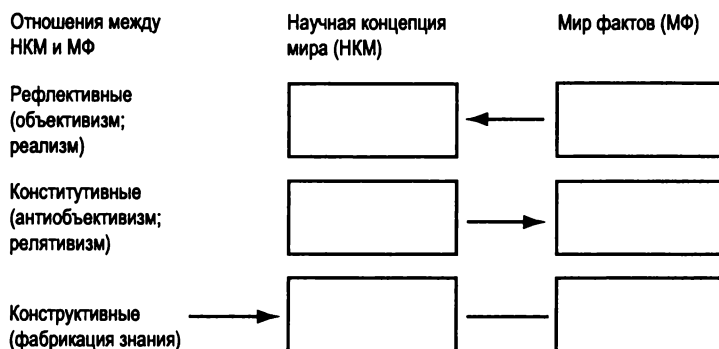 Отношения между
НКМ и МФ
Научная концепция
мира (НКМ)
Мир фактов (МФ)
Рефлективные
(объективизм;
реализм)
Конститутивные
(антиобъективизм;
релятивизм)
Конструктивные
(фабрикация знания)